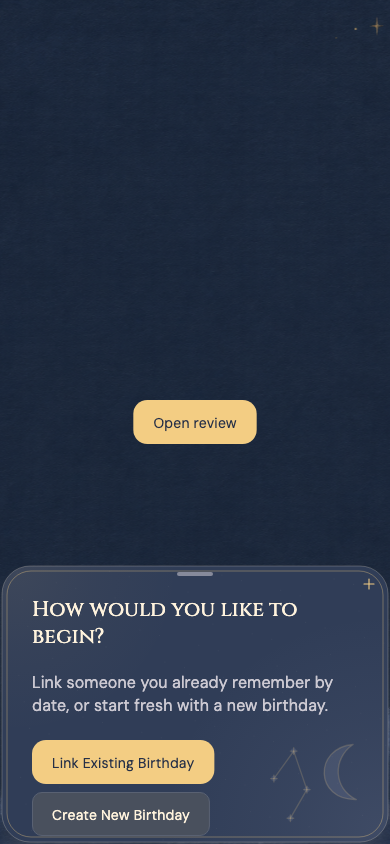 Open review
How would you like to
begin?
Link someone you already remember by
date, or start fresh with a new birthday.
Link Existing Birthday
Create New Birthday